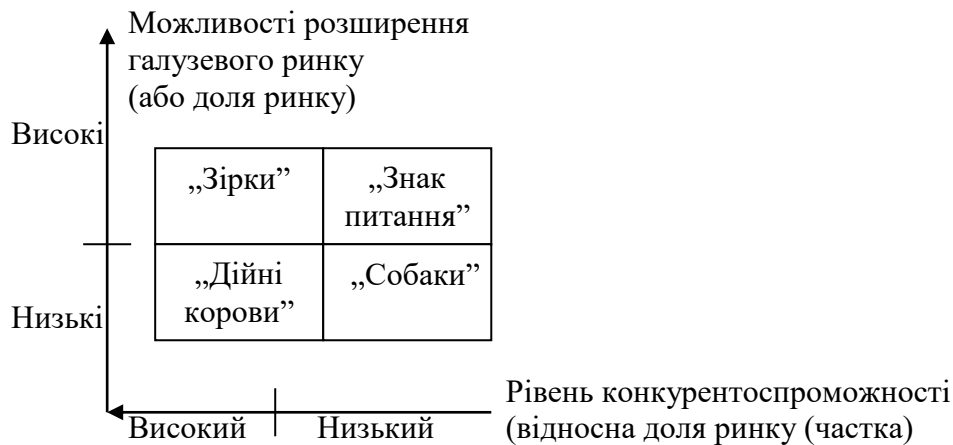 Можливості розширення
галузевого ринку
(або доля ринку)
Високі
„Зірки”
„Знак
питання”
„Дійні
корови”
„Собаки”
Низькі
Рівень конкурентоспроможності
(відносна доля ринку (частка)
Високий
Низький